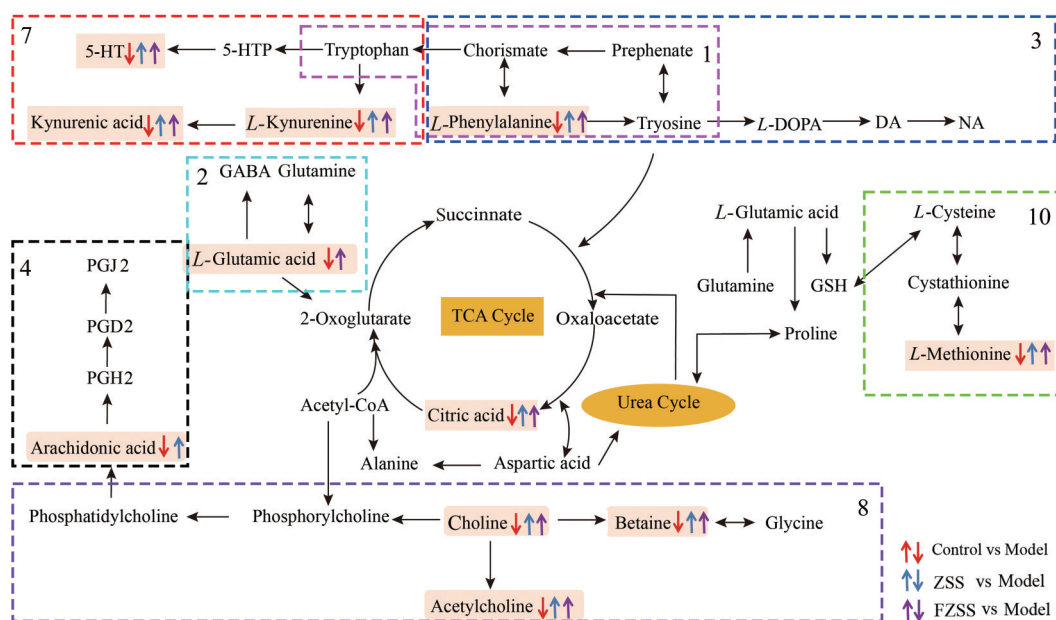 7
5-HT
5-HTP
Tryptophan
Chorismate
Prephenate
1
3
Kynurenic acid
L-Kynurenine
L-Phenylalanine
Tryosine
L-DOPA
DA
NA
2
GABA
Glutamine
L-Glutamic acid
4
PGJ2
PGD2
PGH2
Arachidonic acid
Succinnate
2-Oxoglutarate
TCA Cycle
Oxaloacetate
Acetyl-CoA
Citric acid
Urea Cycle
Alanine
Aspartic acid
L-Glutamic acid
Glutamine
GSH
Proline
10
L-Cysteine
Cystathionine
L-Methionine
8
Phosphatidylcholine
Phosphorylcholine
Choline
Betaine
Glycine
Acetylcholine
Control vs Model
ZSS vs Model
FZSS vs Model